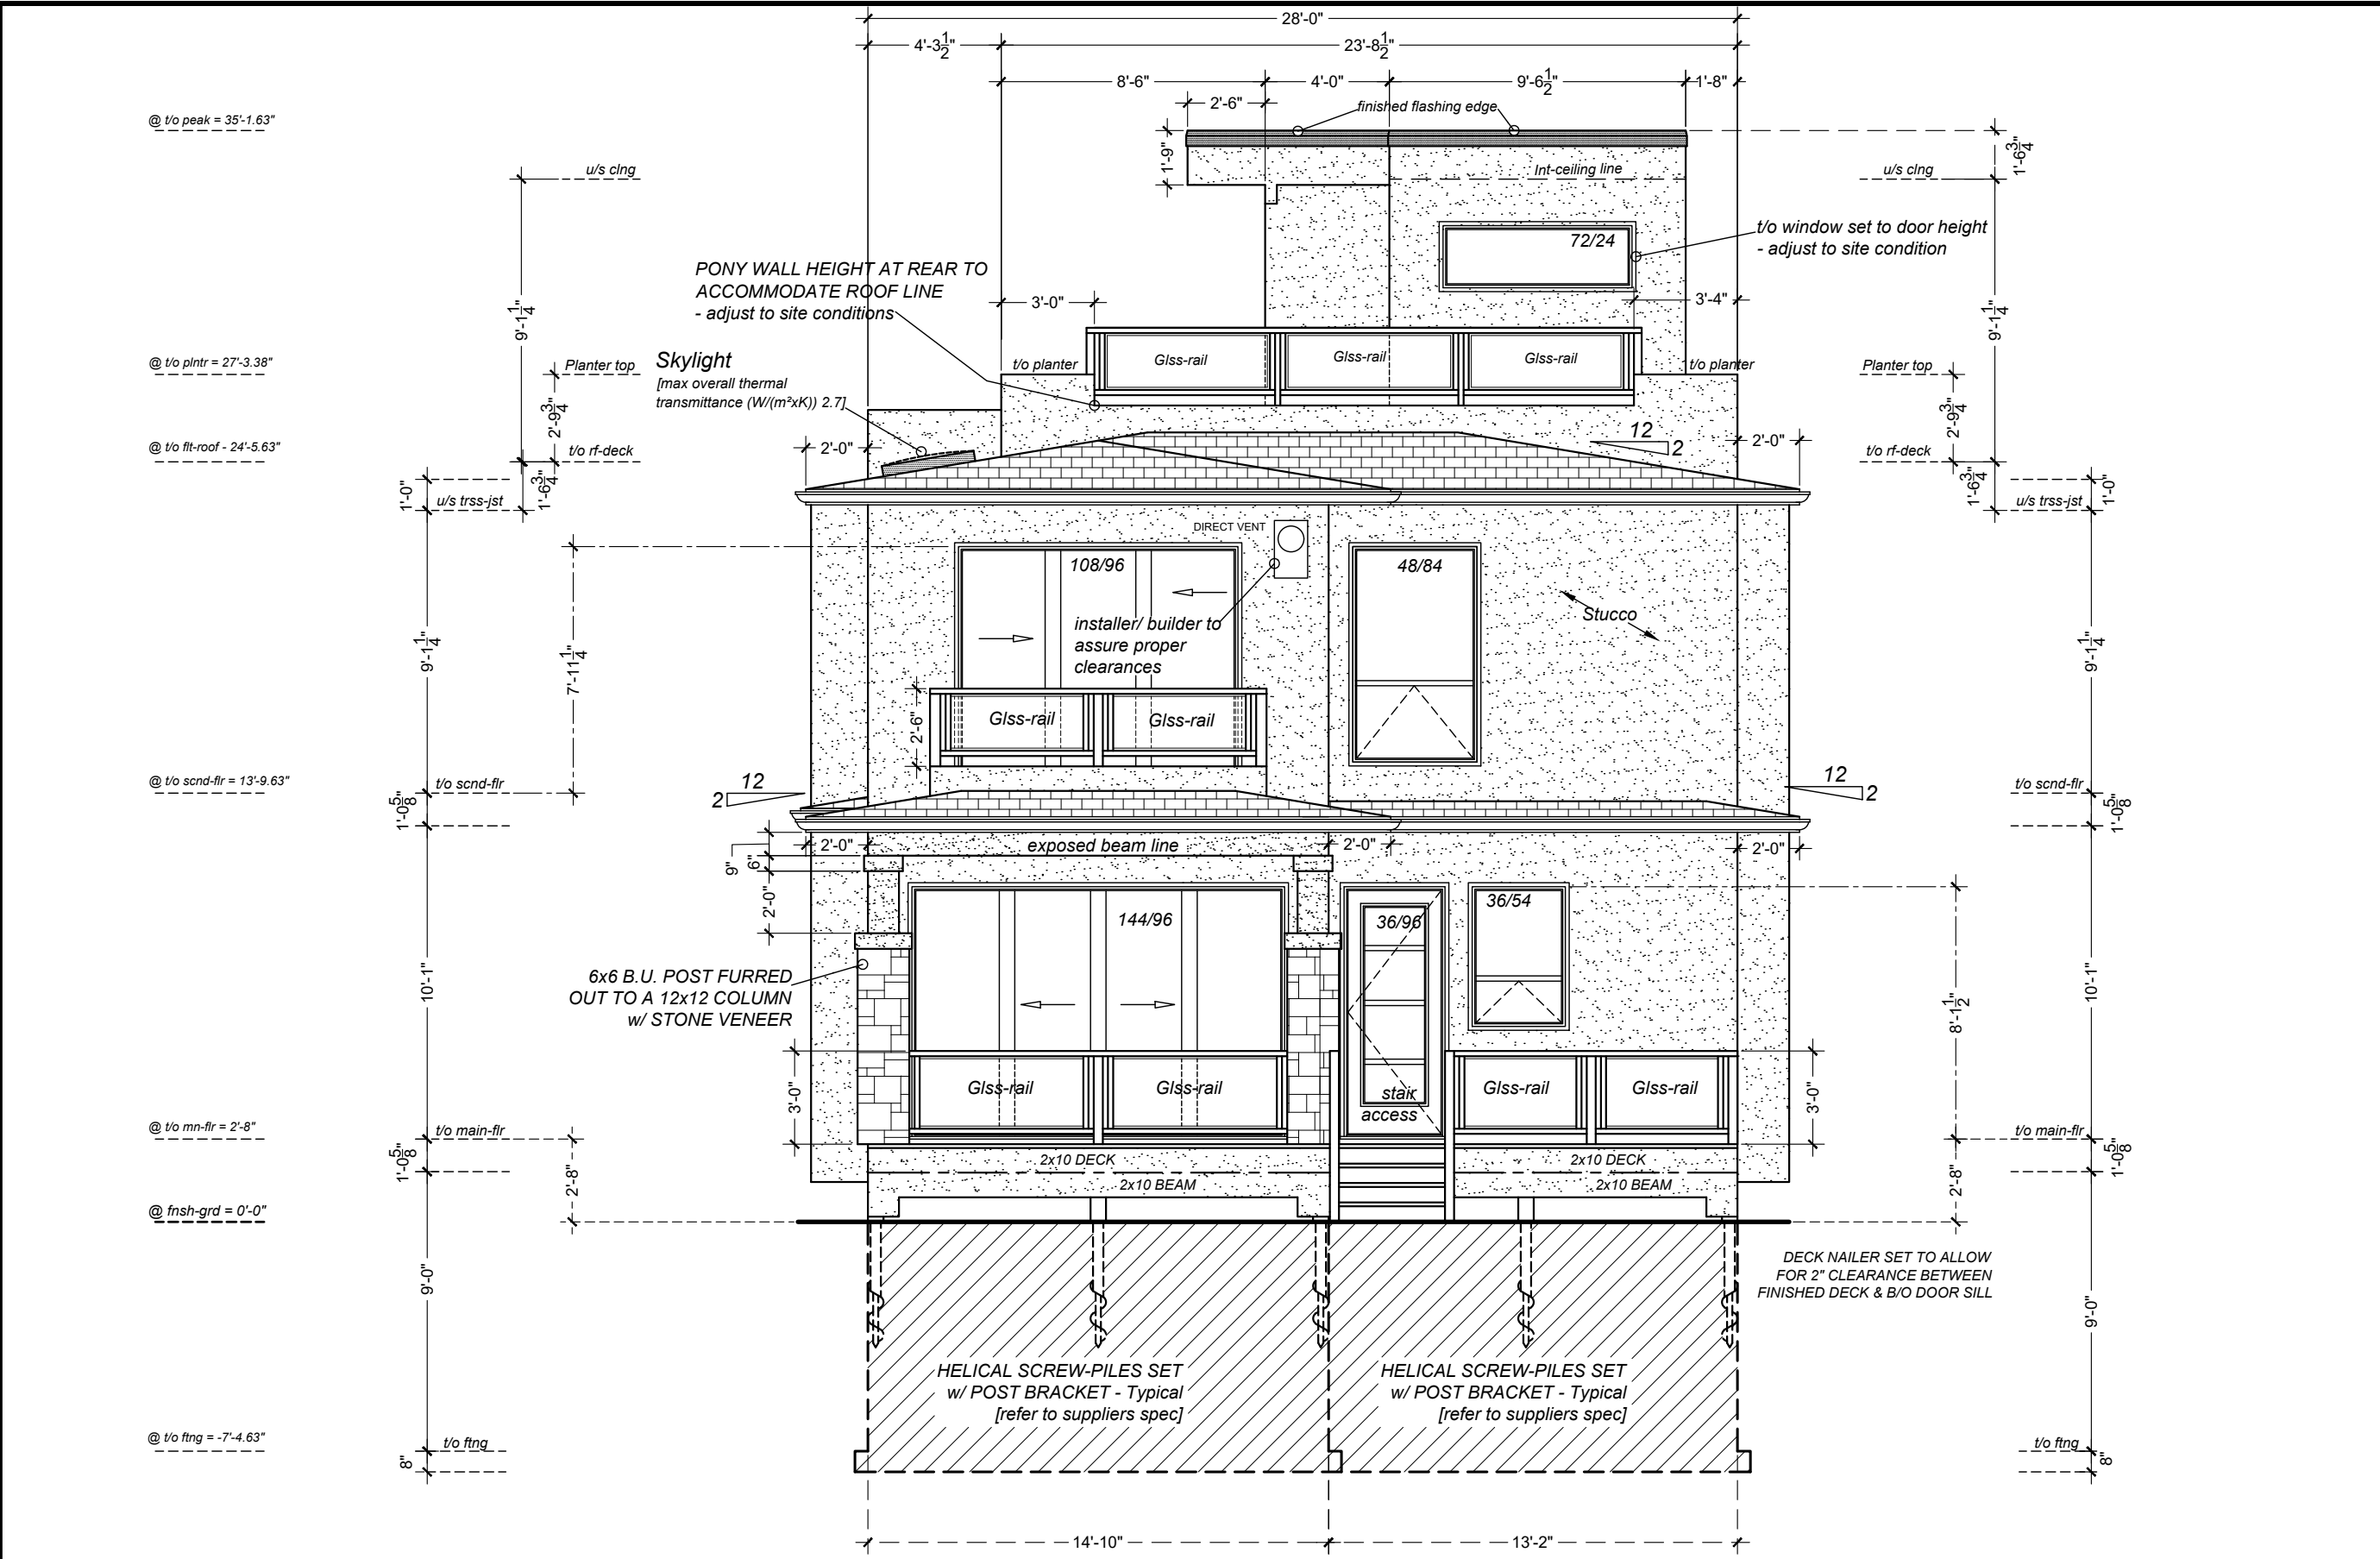 28'-0"
4'-3 1/2"
23'-8 1/2"
8'-6"
4'-0"
9'-6 1/2"
1'-8"
2'-6"
finished flashing edge
@ t/o peak = 35'-1.63"
1'-9"
1'-6 3/4"
u/s clng
Int-ceiling line
u/s clng
72/24
t/o window set to door height
- adjust to site condition
PONY WALL HEIGHT AT REAR TO
ACCOMMODATE ROOF LINE
- adjust to site conditions
3'-0"
3'-4"
9'-1 1/4"
9'-1 1/4"
@ t/o plntr = 27'-3.38"
Planter top
Skylight
[max overall thermal
transmittance (W/(m²xK)) 2.7]
t/o planter
Glss-rail
Glss-rail
Glss-rail
t/o planter
Planter top
2'-9 3/4"
2'-9 3/4"
@ t/o flt-roof - 24'-5.63"
t/o rf-deck
2'-0"
12
2
2'-0"
t/o rf-deck
1'-0"
u/s trss-jst
1'-6 3/4"
1'-6 3/4"
u/s trss-jst
1'-0"
DIRECT VENT
108/96
48/84
installer/ builder to
assure proper
clearances
Stucco
9'-1 1/4"
7'-11 1/4"
9'-1 1/4"
2'-6"
Glss-rail
Glss-rail
@ t/o scnd-flr = 13'-9.63"
t/o scnd-flr
12
2
12
2
t/o scnd-flr
1'-0 5/8"
1'-0 5/8"
9"
6"
2'-0"
exposed beam line
2'-0"
2'-0"
2'-0"
144/96
36/96
36/54
6x6 B.U. POST FURRED
OUT TO A 12x12 COLUMN
w/ STONE VENEER
10'-1"
8'-1 1/2"
10'-1"
3'-0"
Glss-rail
Glss-rail
stair
access
Glss-rail
Glss-rail
3'-0"
@ t/o mn-flr = 2'-8"
t/o main-flr
t/o main-flr
1'-0 5/8"
2'-8"
2x10 DECK
2x10 DECK
2x10 BEAM
2x10 BEAM
2'-8"
1'-0 5/8"
@ fnsh-grd = 0'-0"
9'-0"
DECK NAILER SET TO ALLOW
FOR 2" CLEARANCE BETWEEN
FINISHED DECK & B/O DOOR SILL
9'-0"
HELICAL SCREW-PILES SET
w/ POST BRACKET - Typical
[refer to suppliers spec]
HELICAL SCREW-PILES SET
w/ POST BRACKET - Typical
[refer to suppliers spec]
@ t/o ftng = -7'-4.63"
t/o ftng
t/o ftng
8"
8"
14'-10"
13'-2"